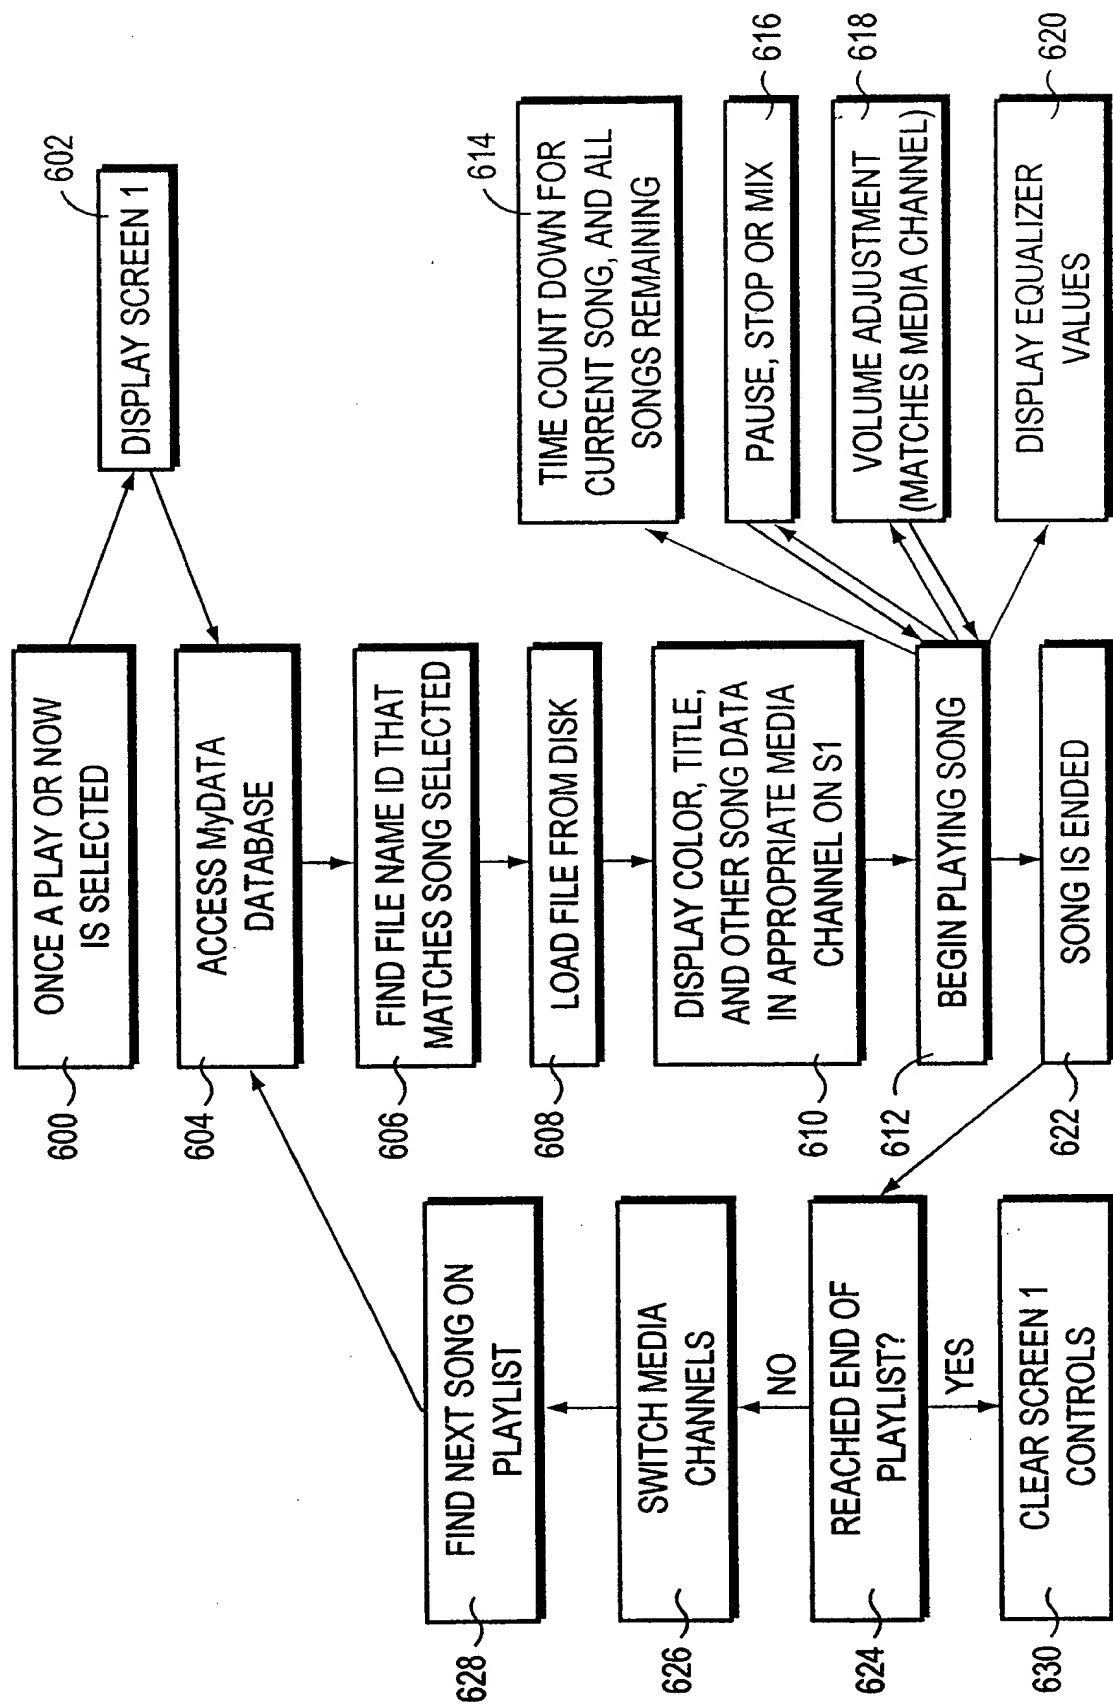 600
ONCE A PLAY OR NOW
IS SELECTED
602
DISPLAY SCREEN 1
604
ACCESS MyDATA
DATABASE
606
FIND FILE NAME ID THAT
MATCHES SONG SELECTED
608
LOAD FILE FROM DISK
610
DISPLAY COLOR, TITLE,
AND OTHER SONG DATA
IN APPROPRIATE MEDIA
CHANNEL ON S1
612
BEGIN PLAYING SONG
614
TIME COUNT DOWN FOR
CURRENT SONG, AND ALL
SONGS REMAINING
616
PAUSE, STOP OR MIX
618
VOLUME ADJUSTMENT
(MATCHES MEDIA CHANNEL)
620
DISPLAY EQUALIZER
VALUES
622
SONG IS ENDED
624
REACHED END OF
PLAYLIST?
NO
YES
626
SWITCH MEDIA
CHANNELS
628
FIND NEXT SONG ON
PLAYLIST
630
CLEAR SCREEN 1
CONTROLS